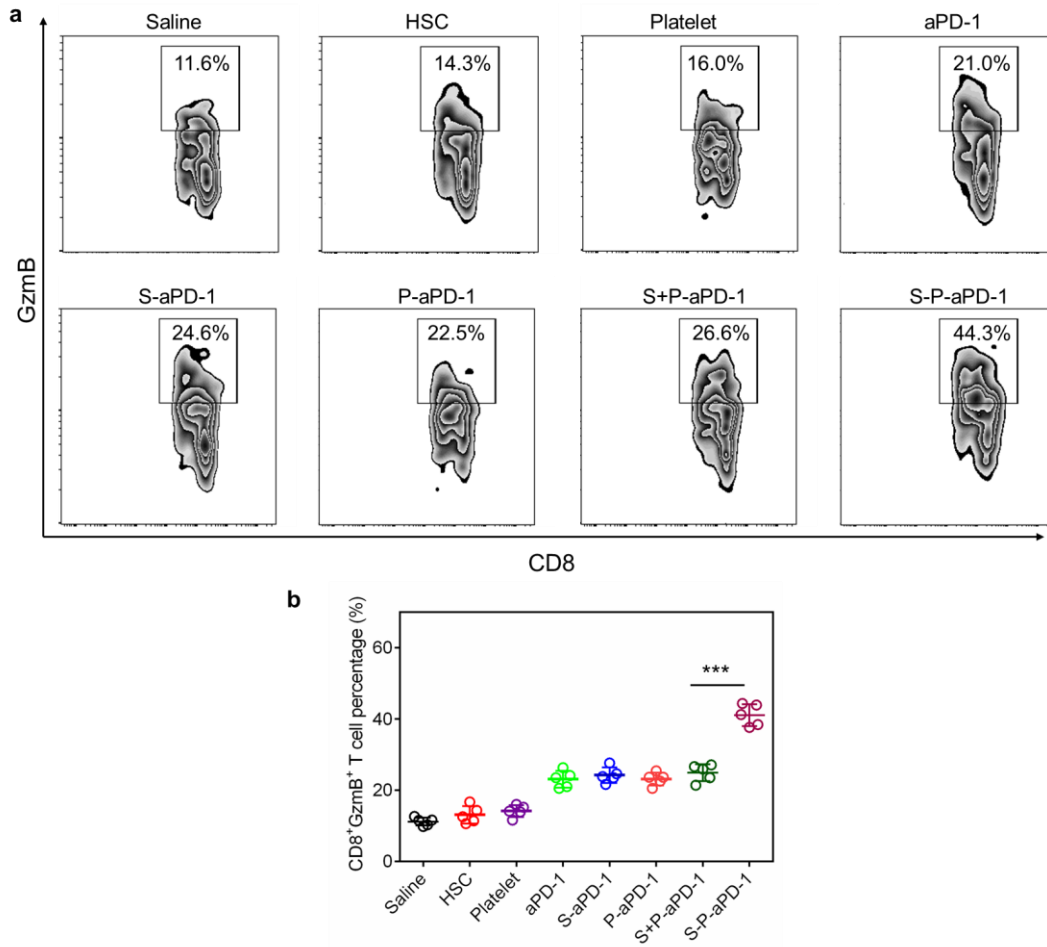 a
Saline HSC Platelet aPD-1
11.6% 14.3% 16.0% 21.0%
S-aPD-1 P-aPD-1 S+P-aPD-1 S-P-aPD-1
24.6% 22.5% 26.6% 44.3%
GzmB
CD8
b
CD8⁺GzmB⁺ T cell percentage (%)
60
40
20
0
***
Saline HSC Platelet aPD-1 S-aPD-1 P-aPD-1 S+P-aPD-1 S-P-aPD-1